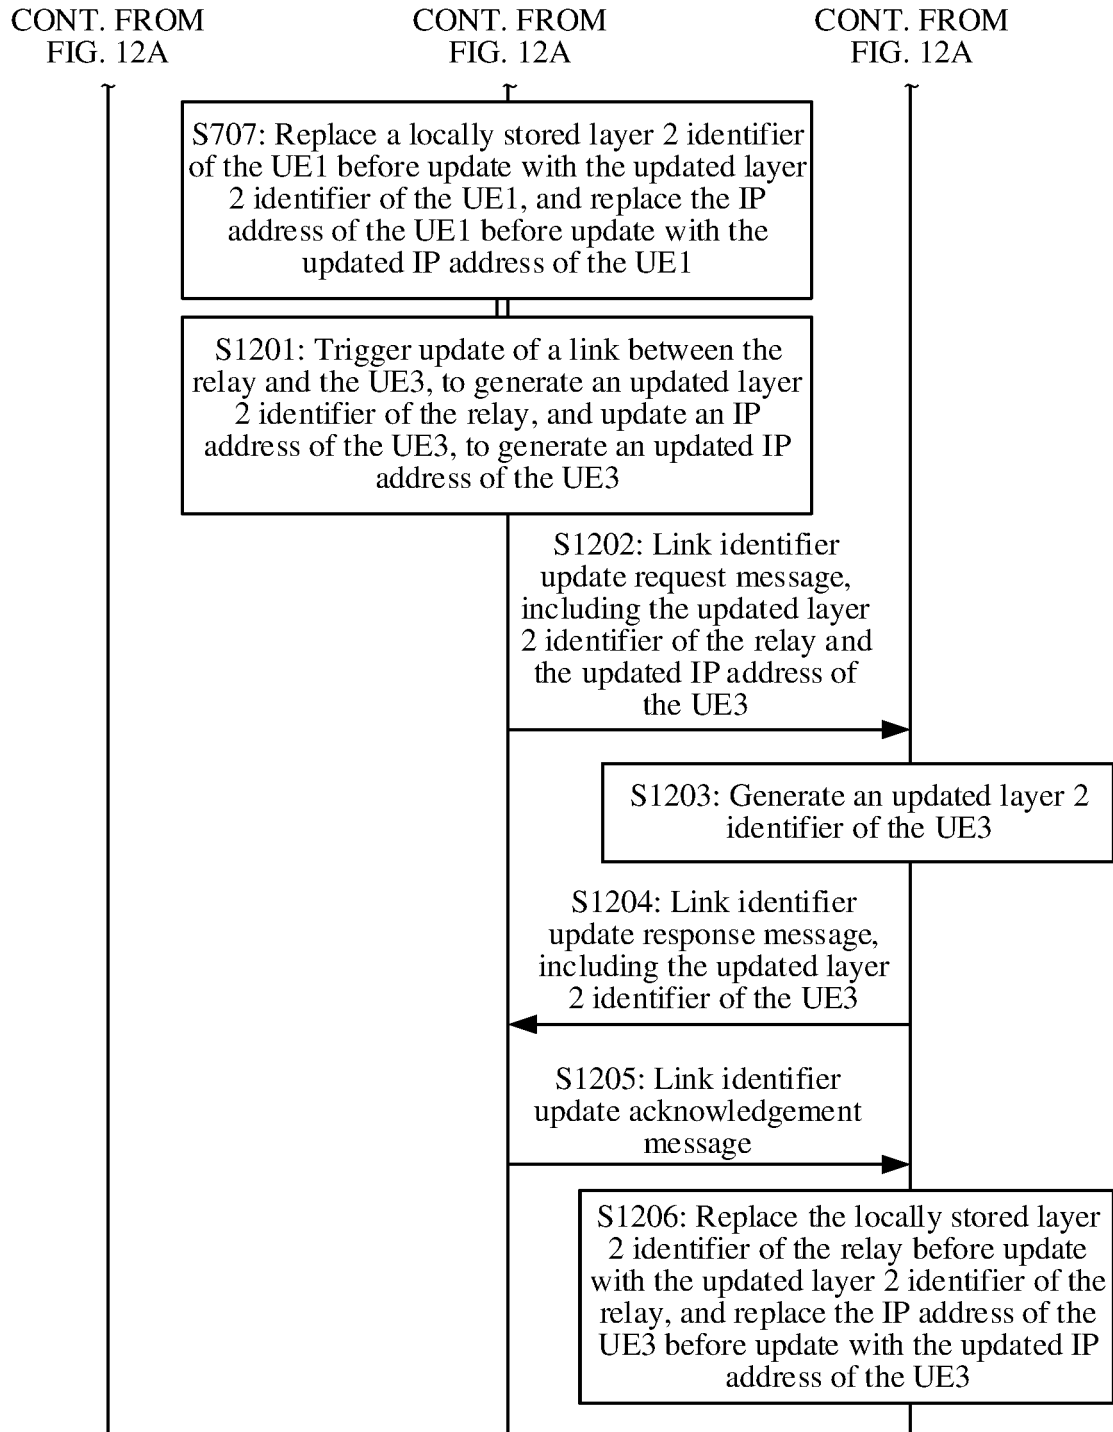 CONT. FROM
FIG. 12A
CONT. FROM
FIG. 12A
CONT. FROM
FIG. 12A
S707: Replace a locally stored layer 2 identifier
of the UE1 before update with the updated layer
2 identifier of the UE1, and replace the IP
address of the UE1 before update with the
updated IP address of the UE1
S1201: Trigger update of a link between the
relay and the UE3, to generate an updated layer
2 identifier of the relay, and update an IP
address of the UE3, to generate an updated IP
address of the UE3
S1202: Link identifier
update request message,
including the updated layer
2 identifier of the relay and
the updated IP address of
the UE3
S1203: Generate an updated layer 2
identifier of the UE3
S1204: Link identifier
update response message,
including the updated layer
2 identifier of the UE3
S1205: Link identifier
update acknowledgement
message
S1206: Replace the locally stored layer
2 identifier of the relay before update
with the updated layer 2 identifier of the
relay, and replace the IP address of the
UE3 before update with the updated IP
address of the UE3